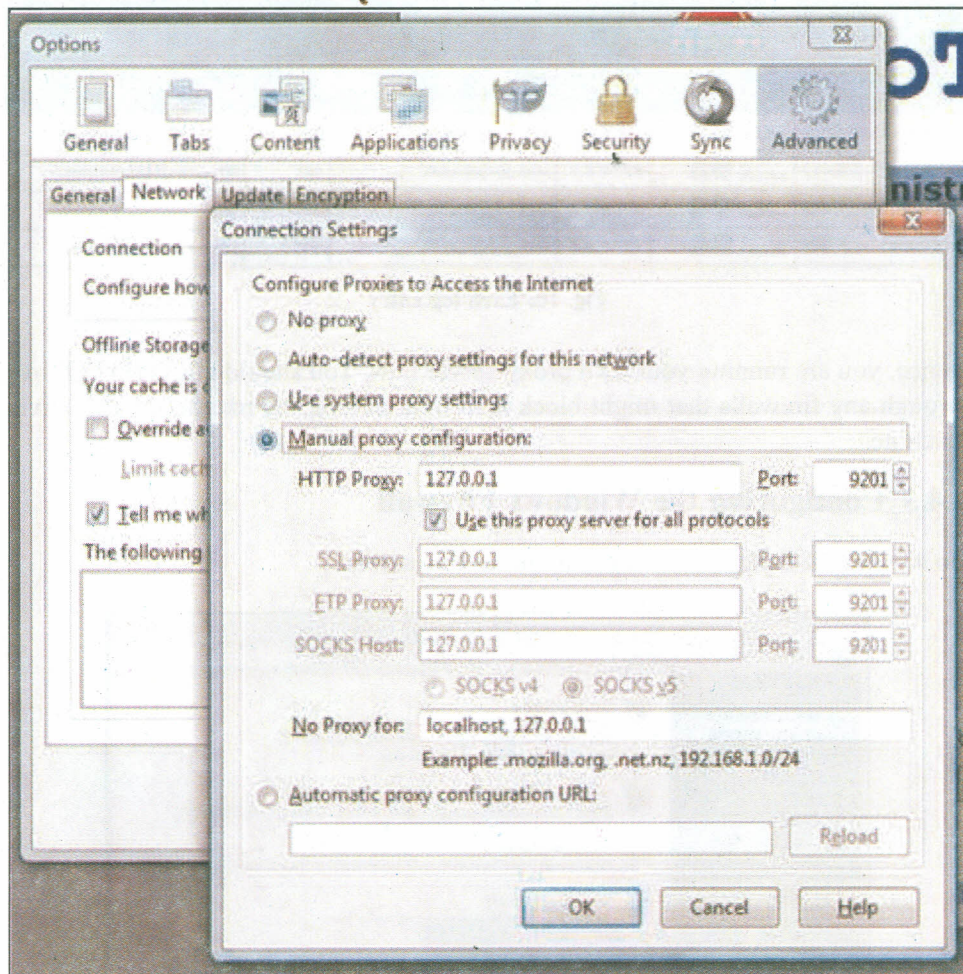 Options
General Tabs Content Applications Privacy Security Sync Advanced
General Network Update Encryption
nistr
Connection Settings
Connection
Configure how
Configure Proxies to Access the Internet
No proxy
Auto-detect proxy settings for this network
Use system proxy settings
Manual proxy configuration:
HTTP Proxy: 127.0.0.1 Port: 9201
Use this proxy server for all protocols
SSL Proxy: 127.0.0.1 Port: 9201
FTP Proxy: 127.0.0.1 Port: 9201
SOCKS Host: 127.0.0.1 Port: 9201
SOCKS v4 SOCKS v5
No Proxy for: localhost, 127.0.0.1
Example: .mozilla.org, .net.nz, 192.168.1.0/24
Automatic proxy configuration URL:
Reload
OK Cancel Help
Offline Storage
Your cache is
Override a
Limit cach
Tell me wh
The following
oT